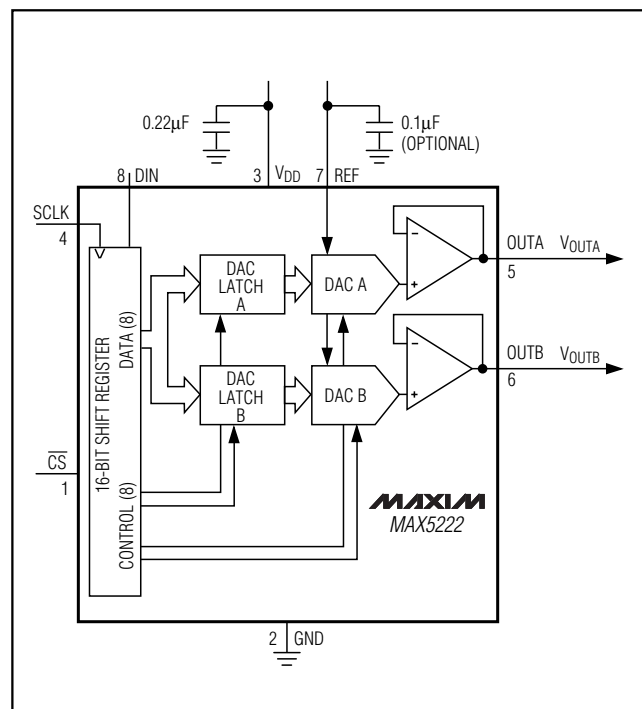 0.22µF
0.1µF
(OPTIONAL)
8 DIN
3 VDD
7 REF
SCLK
4
DAC
LATCH
A
DAC A
OUTA VOUTA
5
DATA (8)
16-BIT SHIFT REGISTER
DAC
LATCH
B
DAC B
OUTB VOUTB
6
CS
1
CONTROL (8)
MAXIM
MAX5222
2 GND